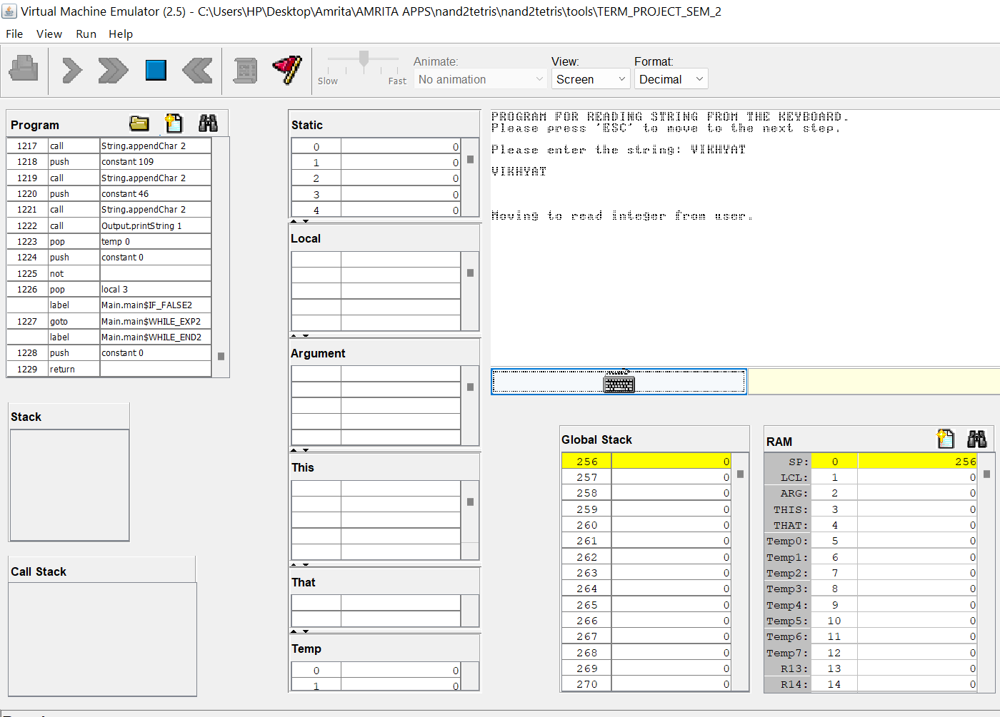 Virtual Machine Emulator (2.5) - C:\Users\HP\Desktop\Amrita\AMRITA APPS\nand2tetris\nand2tetris\tools\TERM_PROJECT_SEM_2
File View Run Help
Slow Fast
Animate:
No animation
View:
Screen
Format:
Decimal
Program
1217 call String.appendChar 2
1218 push constant 109
1219 call String.appendChar 2
1220 push constant 46
1221 call String.appendChar 2
1222 call Output.printString 1
1223 pop temp 0
1224 push constant 0
1225 not
1226 pop local 3
label Main.main$IF_FALSE2
1227 goto Main.main$WHILE_EXP2
label Main.main$WHILE_END2
1228 push constant 0
1229 return
Stack
Call Stack
Static
0 0
1 0
2 0
3 0
4 0
Local
Argument
This
That
Temp
0 0
1 0
PROGRAM FOR READING STRING FROM THE KEYBOARD.
Please press 'ESC' to move to the next step.
Please enter the string: VIKHYAT
VIKHYAT
Moving to read integer from user.
Global Stack
256 0
257 0
258 0
259 0
260 0
261 0
262 0
263 0
264 0
265 0
266 0
267 0
268 0
269 0
270 0
RAM
SP: 0 256
LCL: 1 0
ARG: 2 0
THIS: 3 0
THAT: 4 0
Temp0: 5 0
Temp1: 6 0
Temp2: 7 0
Temp3: 8 0
Temp4: 9 0
Temp5: 10 0
Temp6: 11 0
Temp7: 12 0
R13: 13 0
R14: 14 0